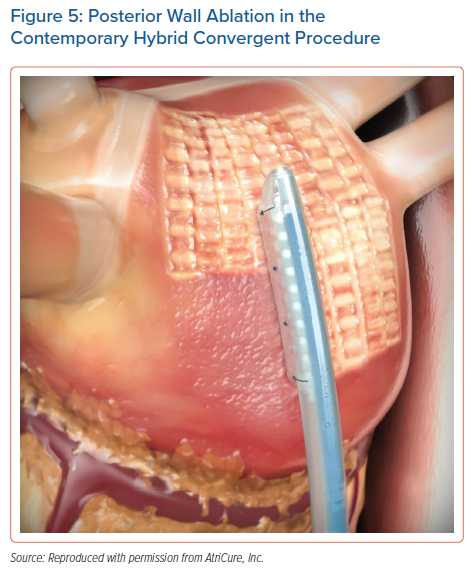 Figure 5: Posterior Wall Ablation in the
Contemporary Hybrid Convergent Procedure
Source: Reproduced with permission from AtriCure, Inc.